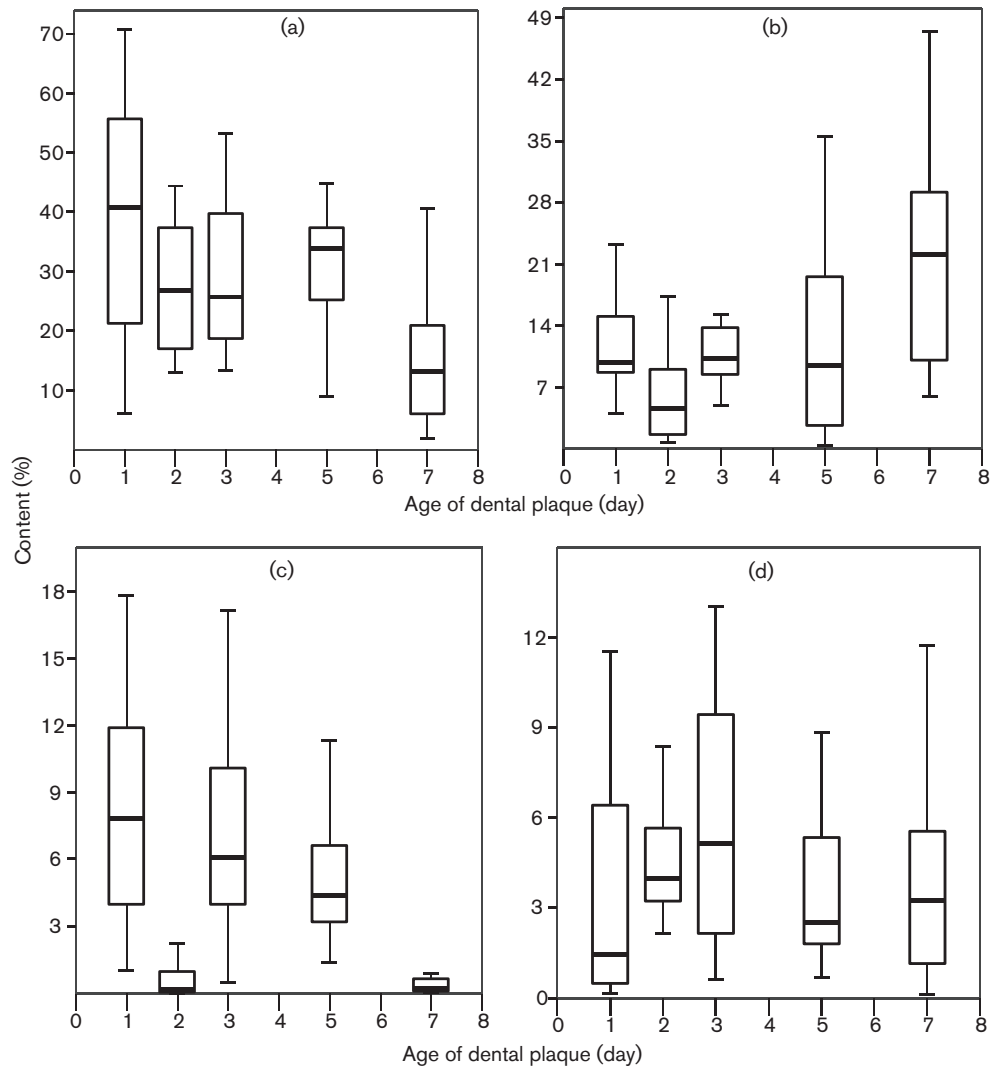 (a)
70
60
50
40
30
20
10
0 1 2 3 4 5 6 7 8
(b)
49
42
35
28
21
14
7
0 1 2 3 4 5 6 7 8
Age of dental plaque (day)
Content (%)
(c)
18
15
12
9
6
3
0 1 2 3 4 5 6 7 8
(d)
12
9
6
3
0
0 1 2 3 4 5 6 7 8
Age of dental plaque (day)